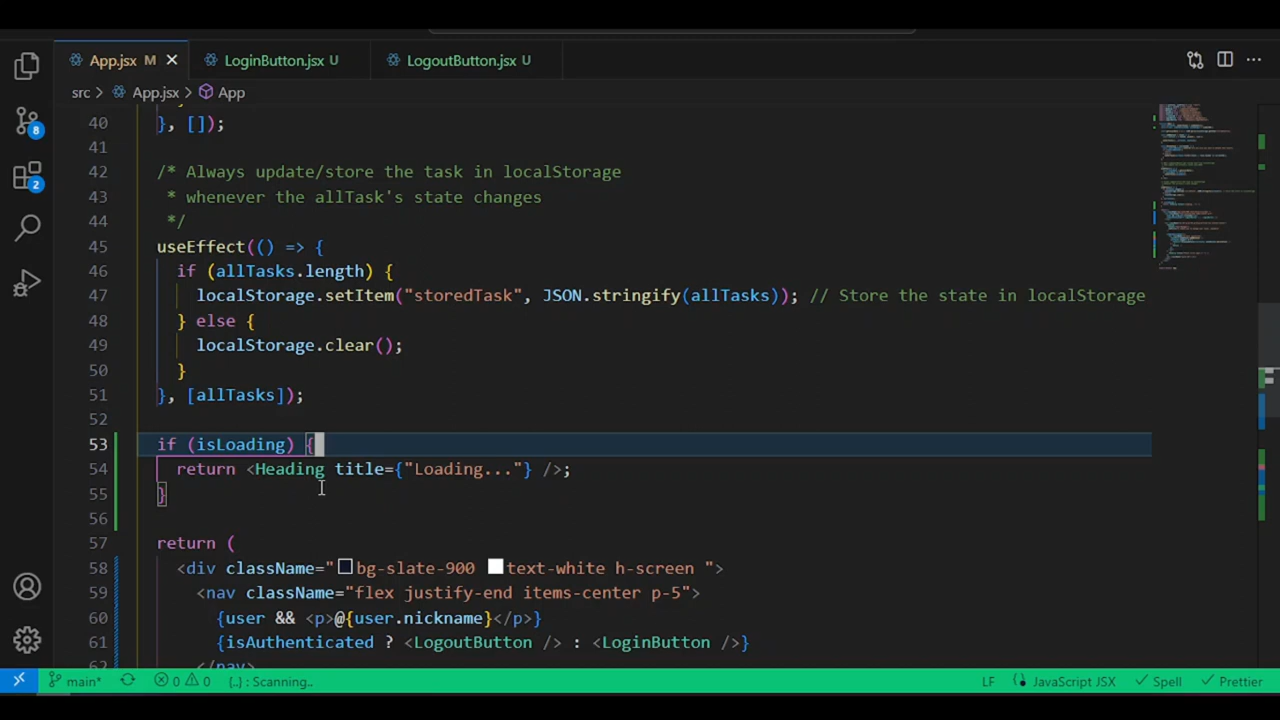 App.jsx M
LoginButton.jsx U
LogoutButton.jsx U
src > App.jsx > App
40 }, []);
41
42 /* Always update/store the task in localStorage
43 * whenever the allTask's state changes
44 */
45 useEffect(() => {
46 if (allTasks.length) {
47 localStorage.setItem("storedTask", JSON.stringify(allTasks)); // Store the state in localStorage
48 } else {
49 localStorage.clear();
50 }
51 }, [allTasks]);
52
53 if (isLoading) {
54 return <Heading title={"Loading..."} />;
55 }
56
57 return (
58 <div className="bg-slate-900 text-white h-screen ">
59 <nav className="flex justify-end items-center p-5">
60 {user && <p>@{user.nickname}</p>}
61 {isAuthenticated ? <LogoutButton /> : <LoginButton />}
62 </nav>
8
2
main* 0 0 {..} : Scanning.. LF JavaScript JSX Spell Prettier